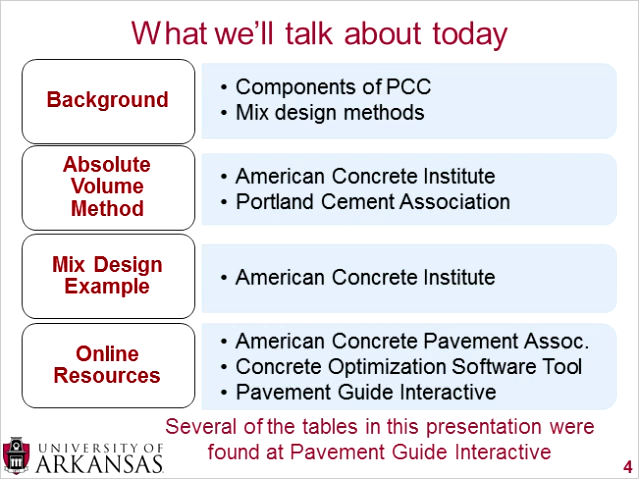 What we'll talk about today
Background
• Components of PCC
• Mix design methods
Absolute
Volume
Method
• American Concrete Institute
• Portland Cement Association
Mix Design
Example
• American Concrete Institute
Online
Resources
• American Concrete Pavement Assoc.
• Concrete Optimization Software Tool
• Pavement Guide Interactive
Several of the tables in this presentation were
found at Pavement Guide Interactive
UNIVERSITY OF
ARKANSAS
4